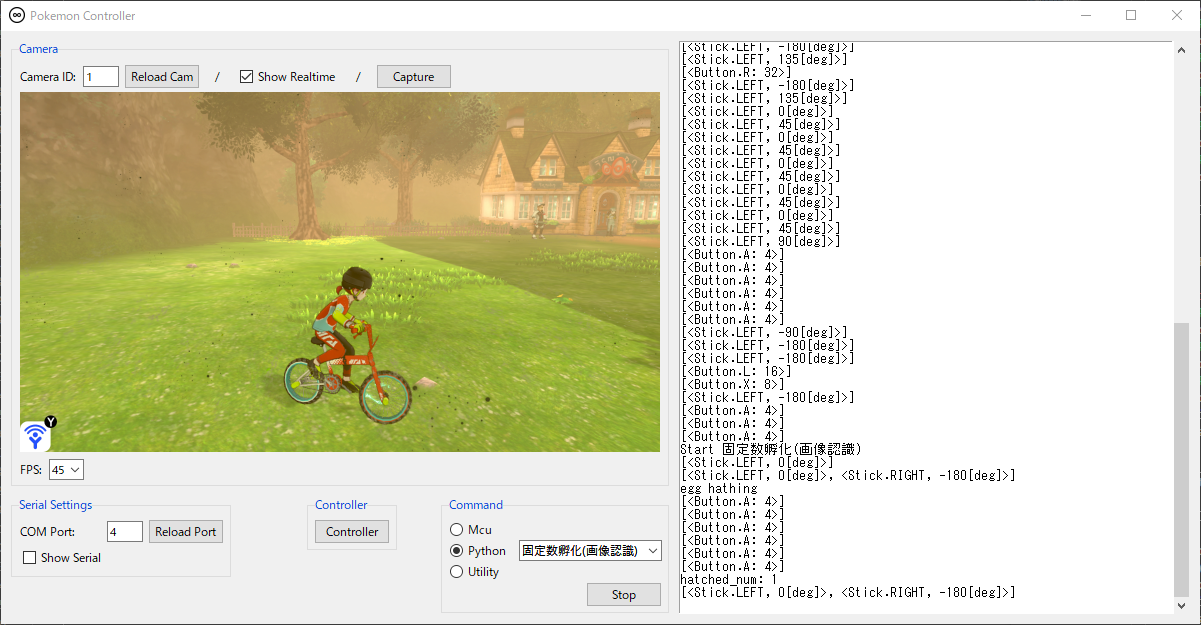 Pokemon Controller
Camera
Camera ID: 1 Reload Cam / Show Realtime / Capture
Y
FPS: 45
Serial Settings
COM Port: 4 Reload Port
Show Serial
Controller
Controller
Command
Mcu
Python 固定数孵化(画像認識)
Utility
Stop
[<Stick.LEFT, -180[deg]>]
[<Stick.LEFT, 135[deg]>]
[<Button.R: 32>]
[<Stick.LEFT, -180[deg]>]
[<Stick.LEFT, 135[deg]>]
[<Stick.LEFT, 0[deg]>]
[<Stick.LEFT, 45[deg]>]
[<Stick.LEFT, 0[deg]>]
[<Stick.LEFT, 45[deg]>]
[<Stick.LEFT, 0[deg]>]
[<Stick.LEFT, 45[deg]>]
[<Stick.LEFT, 0[deg]>]
[<Stick.LEFT, 45[deg]>]
[<Stick.LEFT, 0[deg]>]
[<Stick.LEFT, 45[deg]>]
[<Stick.LEFT, 90[deg]>]
[<Button.A: 4>]
[<Button.A: 4>]
[<Button.A: 4>]
[<Button.A: 4>]
[<Button.A: 4>]
[<Button.A: 4>]
[<Stick.LEFT, -90[deg]>]
[<Stick.LEFT, -180[deg]>]
[<Stick.LEFT, -180[deg]>]
[<Button.L: 16>]
[<Button.X: 8>]
[<Stick.LEFT, -180[deg]>]
[<Button.A: 4>]
[<Button.A: 4>]
[<Button.A: 4>]
Start 固定数孵化(画像認識)
[<Stick.LEFT, 0[deg]>]
[<Stick.LEFT, 0[deg]>, <Stick.RIGHT, -180[deg]>]
egg hathing
[<Button.A: 4>]
[<Button.A: 4>]
[<Button.A: 4>]
[<Button.A: 4>]
[<Button.A: 4>]
[<Button.A: 4>]
hatched_num: 1
[<Stick.LEFT, 0[deg]>, <Stick.RIGHT, -180[deg]>]